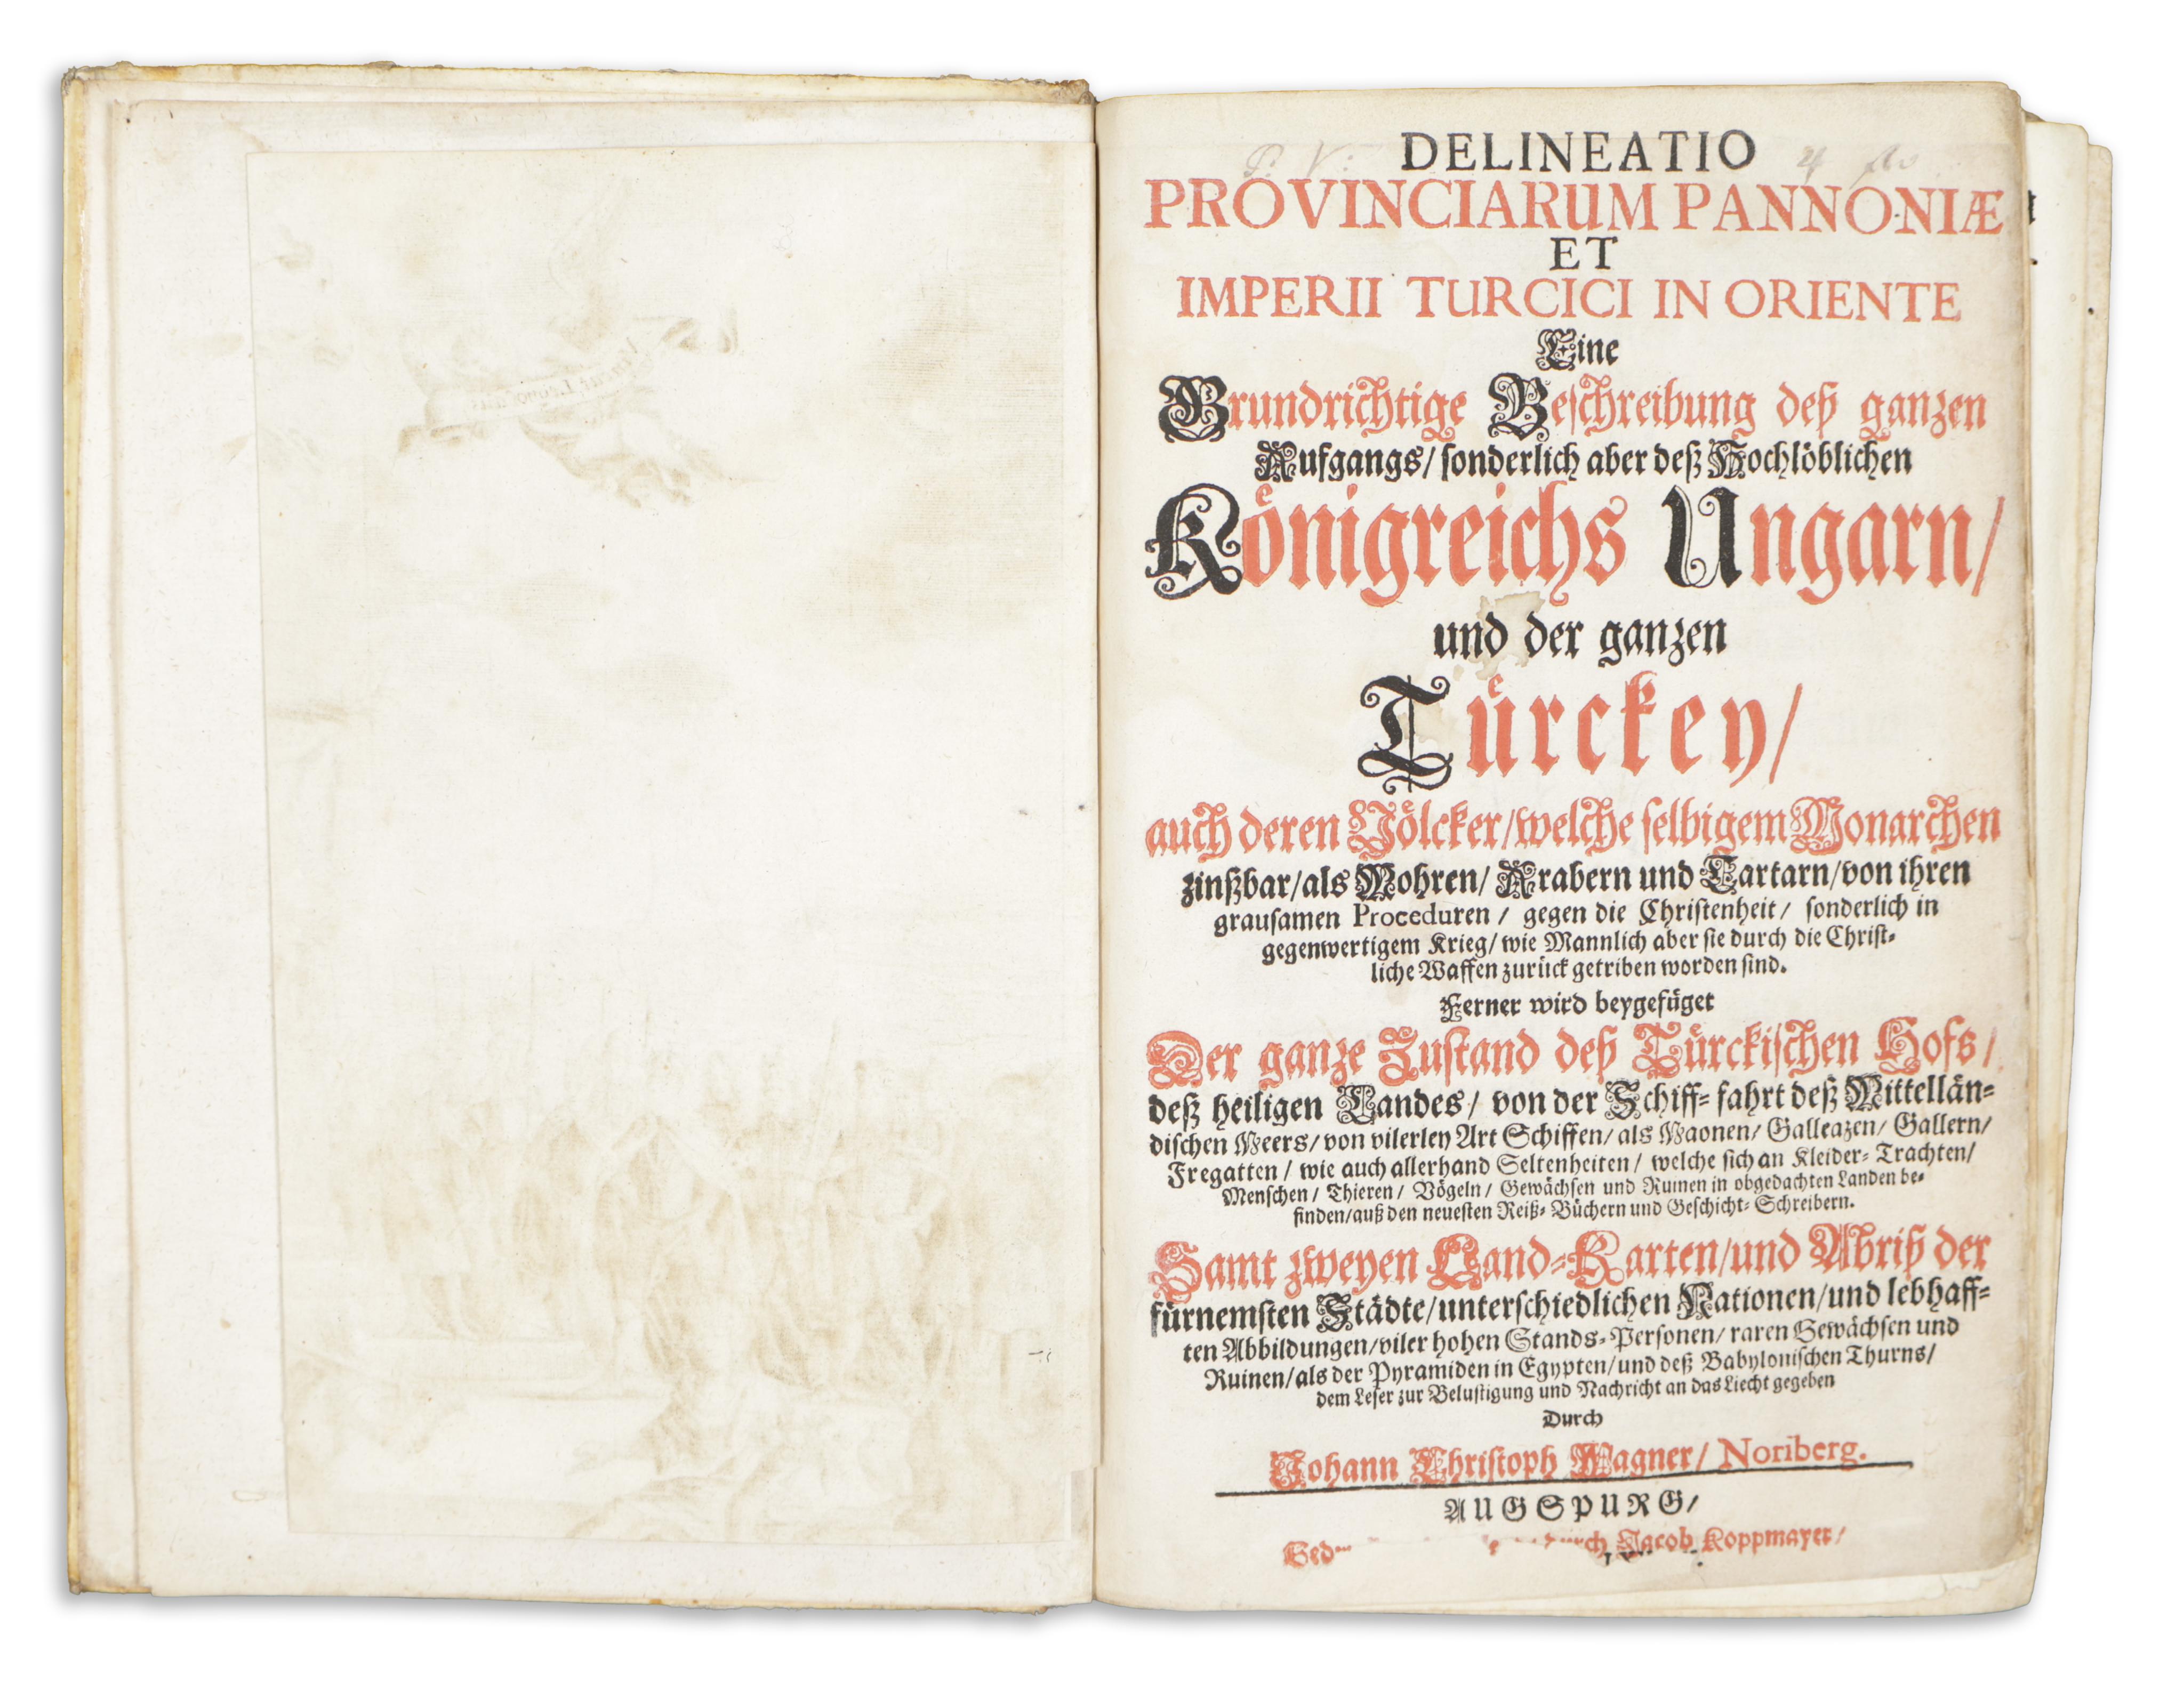 DELINEATIO
PROVINCIARUM PANNONIÆ
ET
IMPERII TURCICI IN ORIENTE
Eine
Grundrichtige Beschreibung deß ganzen
Aufgangs/ sonderlich aber deß Hochlöblichen
Königreichs Ungarn/
und der ganzen
Türckey/
auch deren Völcker/welche selbigem Monarchen
zinßbar/als Mohren/ Arabern und Tartarn/von ihren
grausamen Proceduren/ gegen die Christenheit/ sonderlich in
gegenwertigem Krieg/ wie Mannlich aber sie durch die Christ-
liche Waffen zurück getriben worden sind.
Ferner wird beygefüget
Der ganze Zustand deß Türckischen Hofs/
deß heiligen Landes/ von der Schiff-fahrt deß Mittellän-
dischen Meers/von vilerley Art Schiffen/als Naonen/ Galleazen/ Gallern/
Fregatten/ wie auch allerhand Seltenheiten/ welche sich an Kleider-Trachten/
Menschen/ Thieren/ Vögeln/ Gewächsen und Ruinen in obgedachten Landen be-
finden/auß den neuesten Reiß-Büchern und Geschicht-Schreibern.
Samt zweyen Land-Karten/und Abriß der
fürnemsten Städte/unterschiedlichen Nationen/und lebhaff-
ten Abbildungen/viler hohen Stands-Personen/ raren Gewächsen und
Ruinen/als der Pyramiden in Egypten/und deß Babylonischen Thurns/
dem Leser zur Belustigung und Nachricht an das Liecht gegeben
Durch
Johann Christoph Wagner/ Noriberg.
AUGSPURG/
durch Jacob Koppmayer/